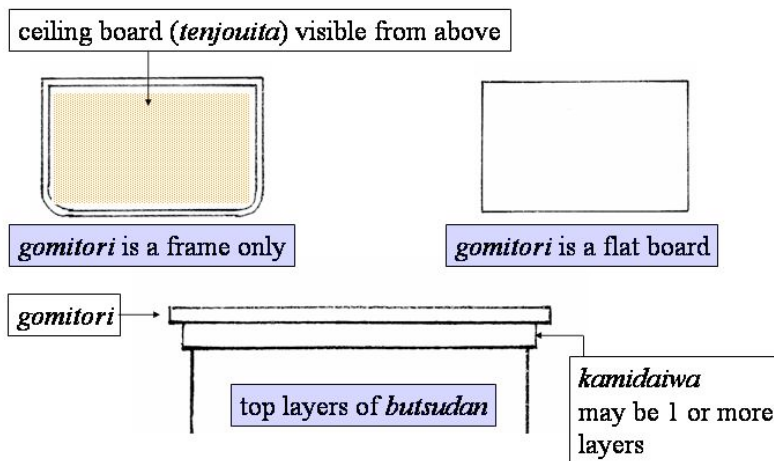 ceiling board (tenjouita) visible from above
gomitori is a frame only
gomitori is a flat board
gomitori
kamidaiwa
may be 1 or more
layers
top layers of butsudan